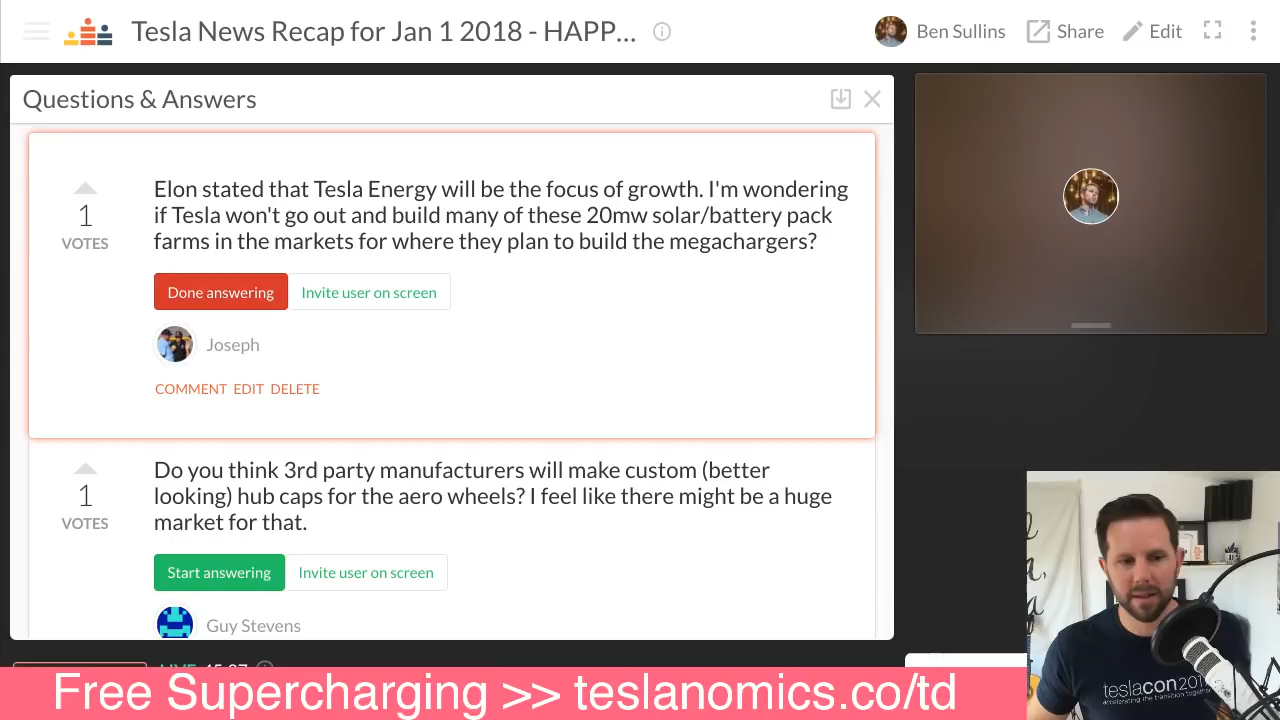 Tesla News Recap for Jan 1 2018 - HAPP...
Ben Sullins
Share
Edit
Questions & Answers
Elon stated that Tesla Energy will be the focus of growth. I'm wondering
if Tesla won't go out and build many of these 20mw solar/battery pack
farms in the markets for where they plan to build the megachargers?
1
VOTES
Done answering
Invite user on screen
Joseph
COMMENT EDIT DELETE
Do you think 3rd party manufacturers will make custom (better
looking) hub caps for the aero wheels? I feel like there might be a huge
market for that.
1
VOTES
Start answering
Invite user on screen
Guy Stevens
Free Supercharging >> teslanomics.co/td
teslacon201
accelerating the transition together